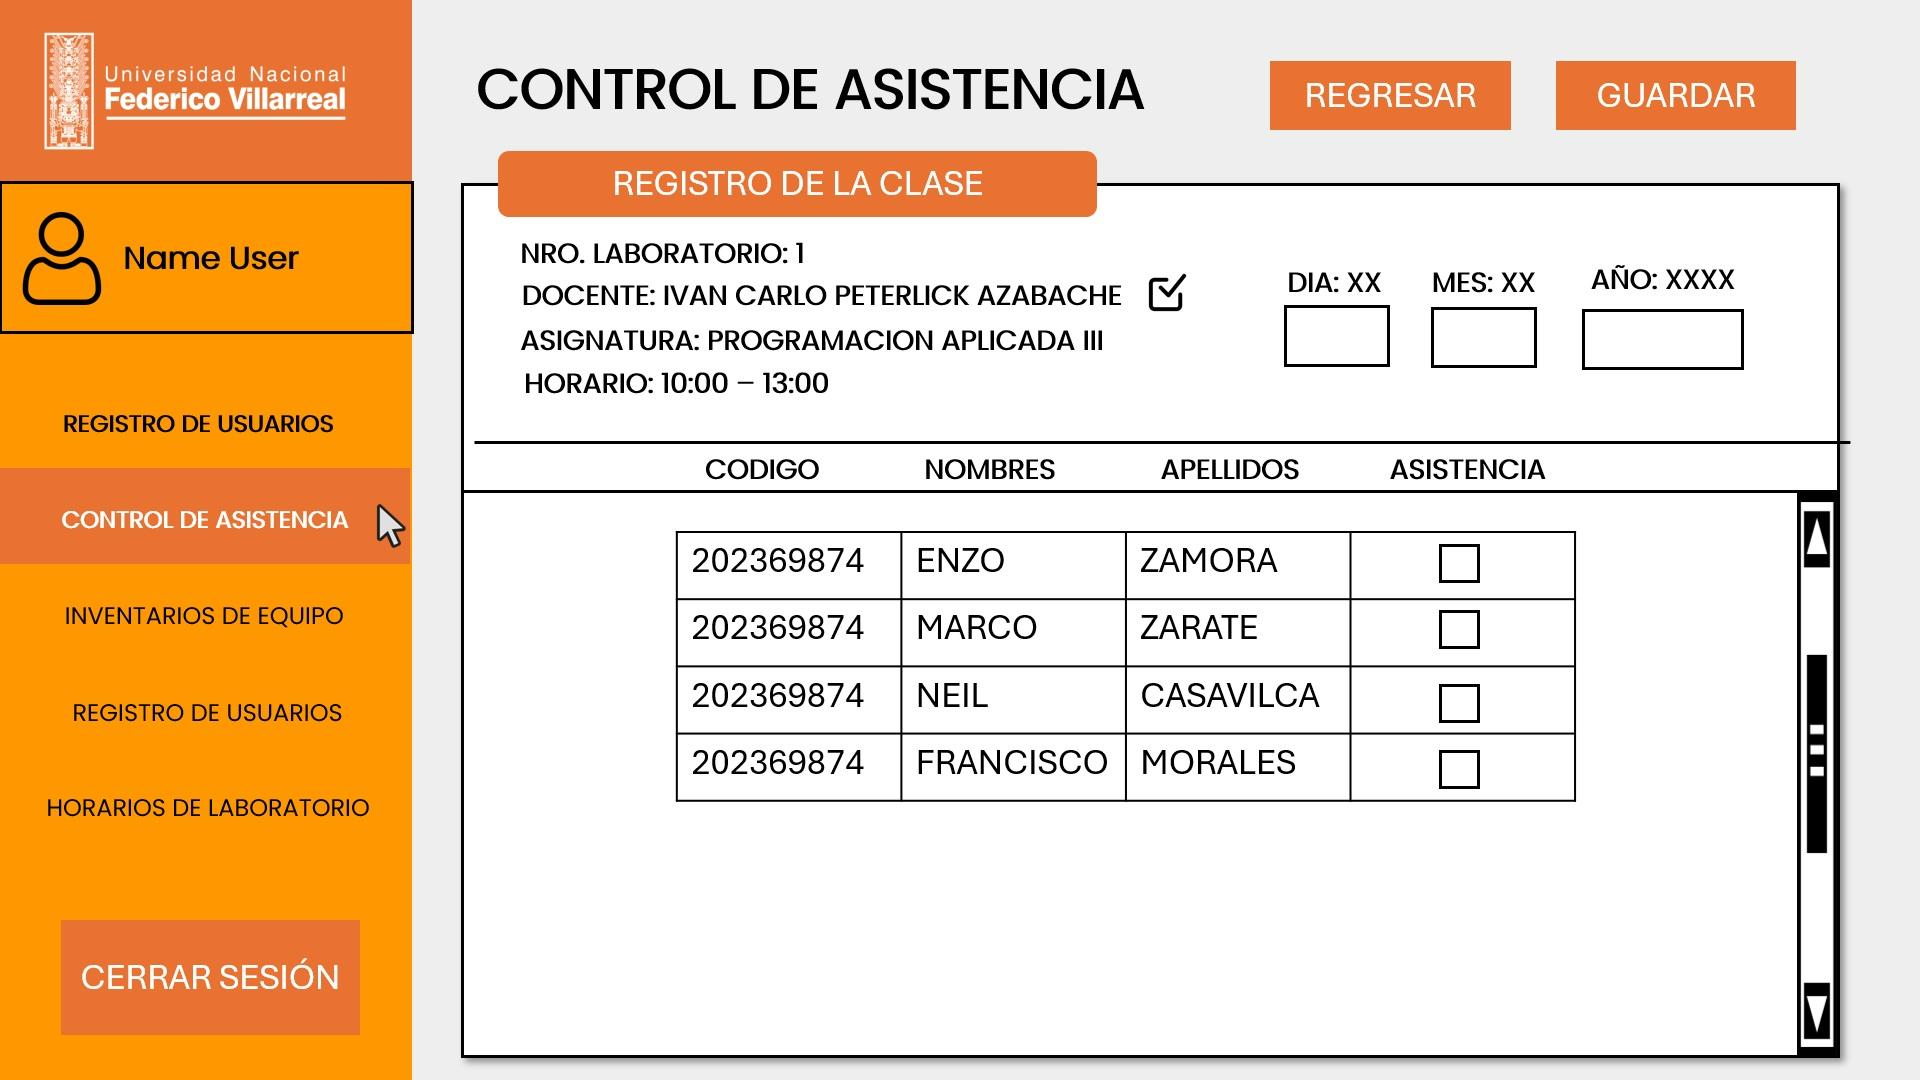 Universidad Nacional
Federico Villarreal
Name User
REGISTRO DE USUARIOS
CONTROL DE ASISTENCIA
INVENTARIOS DE EQUIPO
REGISTRO DE USUARIOS
HORARIOS DE LABORATORIO
CERRAR SESIÓN
CONTROL DE ASISTENCIA
REGRESAR
GUARDAR
REGISTRO DE LA CLASE
NRO. LABORATORIO: 1
DOCENTE: IVAN CARLO PETERLICK AZABACHE
ASIGNATURA: PROGRAMACION APLICADA III
HORARIO: 10:00 – 13:00
DIA: XX
MES: XX
AÑO: XXXX
CODIGO NOMBRES APELLIDOS ASISTENCIA
202369874 ENZO ZAMORA
202369874 MARCO ZARATE
202369874 NEIL CASAVILCA
202369874 FRANCISCO MORALES